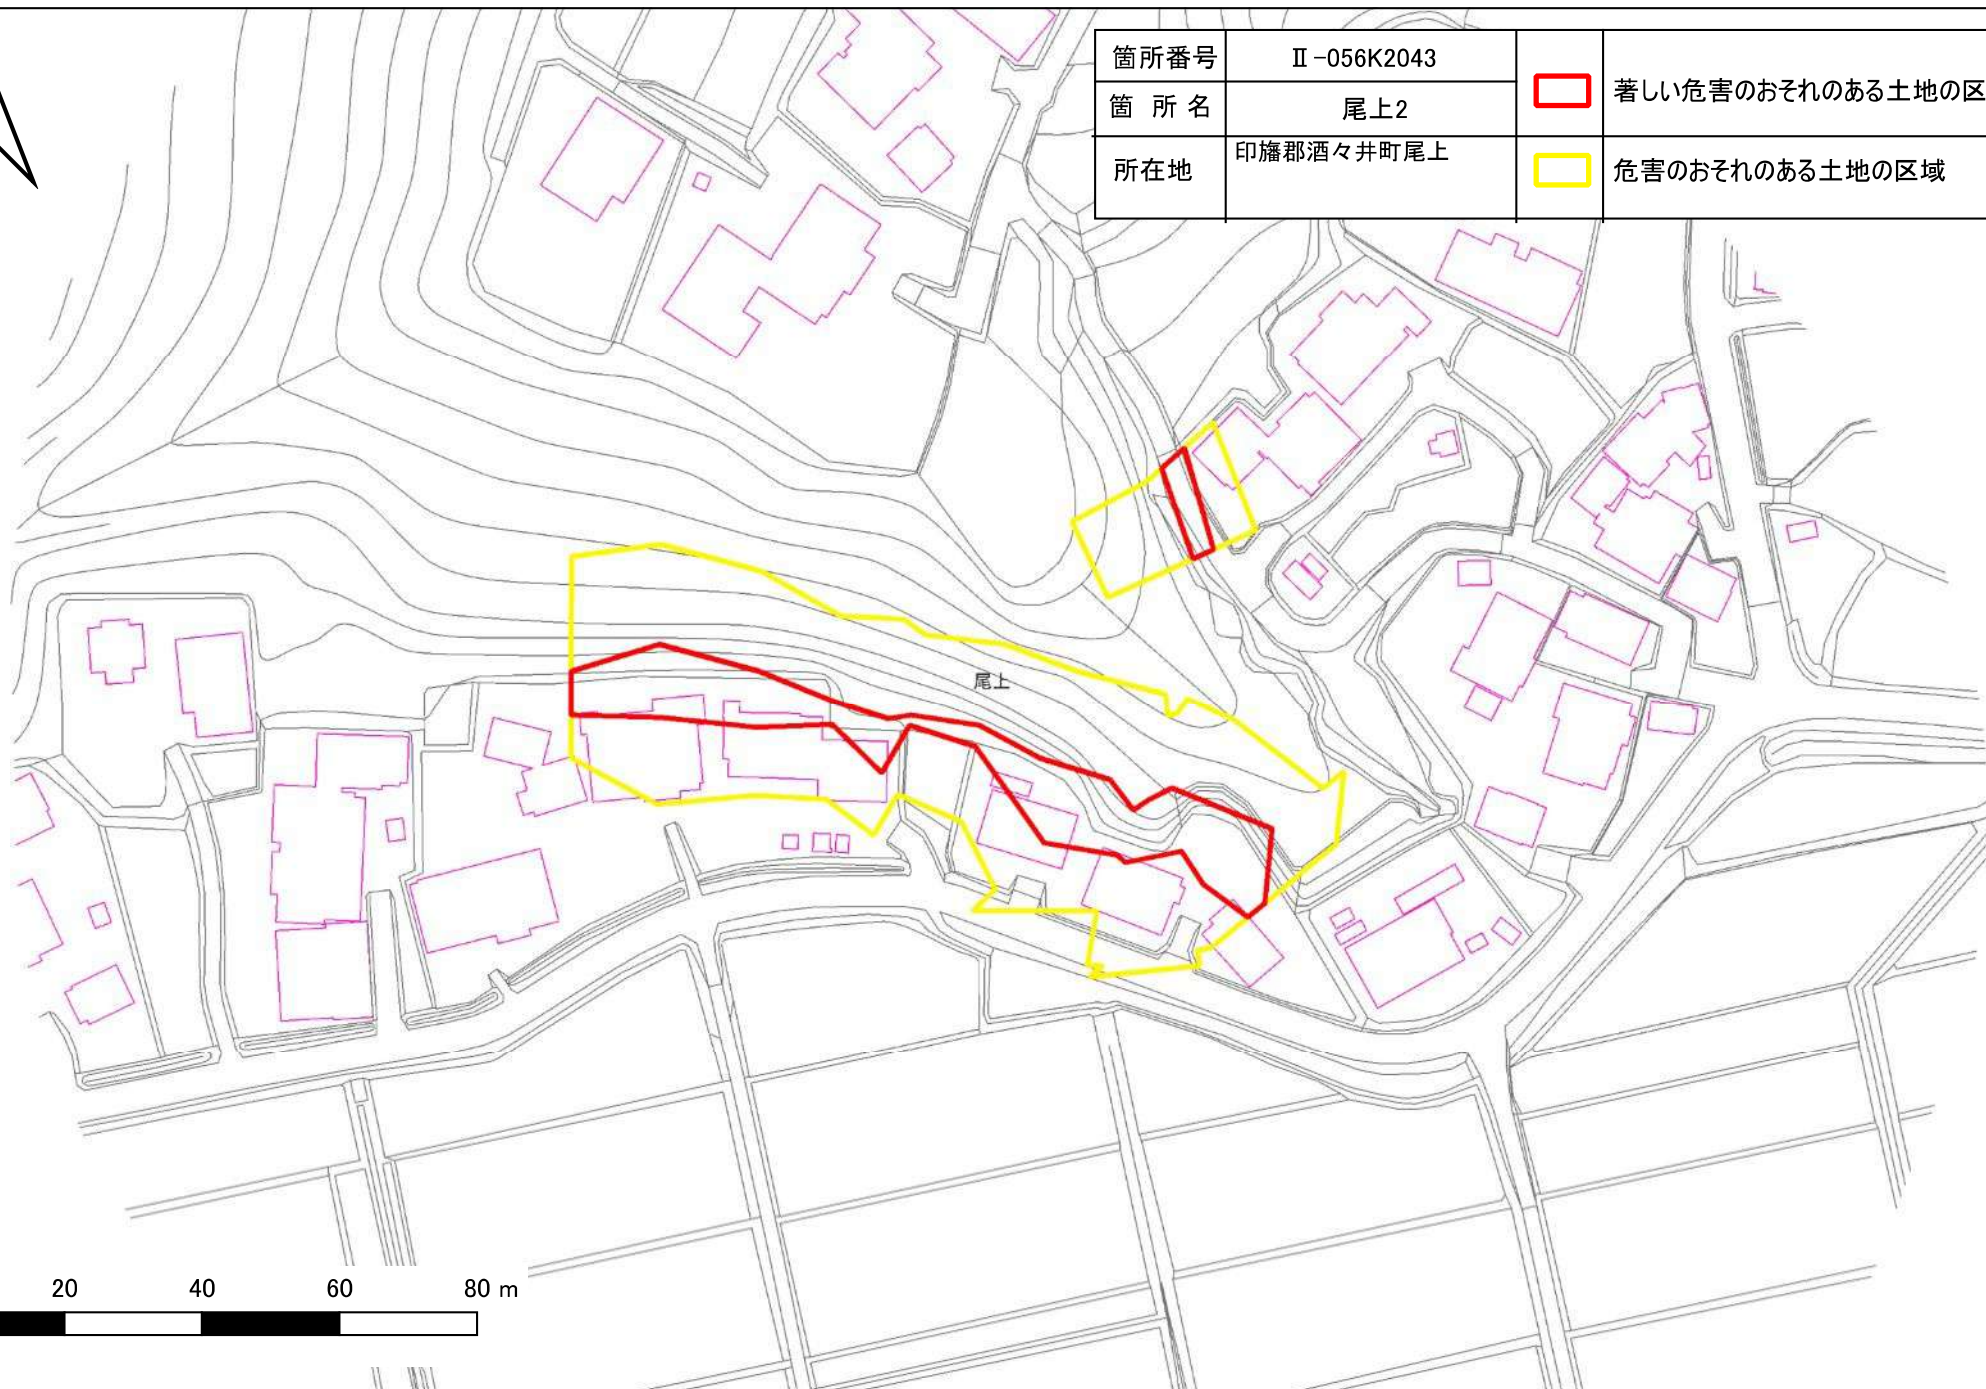 箇所番号
Ⅱ-056K2043
箇所名
尾上2
所在地
印旛郡酒々井町尾上
著しい危害のおそれのある土地の区
危害のおそれのある土地の区域
尾上
20 40 60 80 m